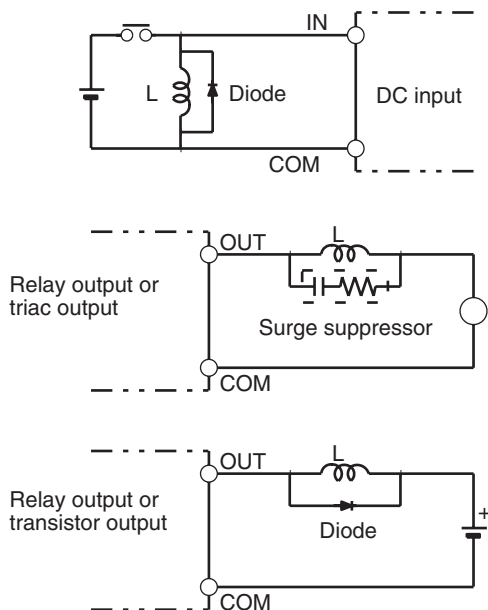 IN
L
Diode
DC input
COM
OUT
L
Relay output or
triac output
Surge suppressor
COM
OUT
L
+
Relay output or
transistor output
Diode
COM